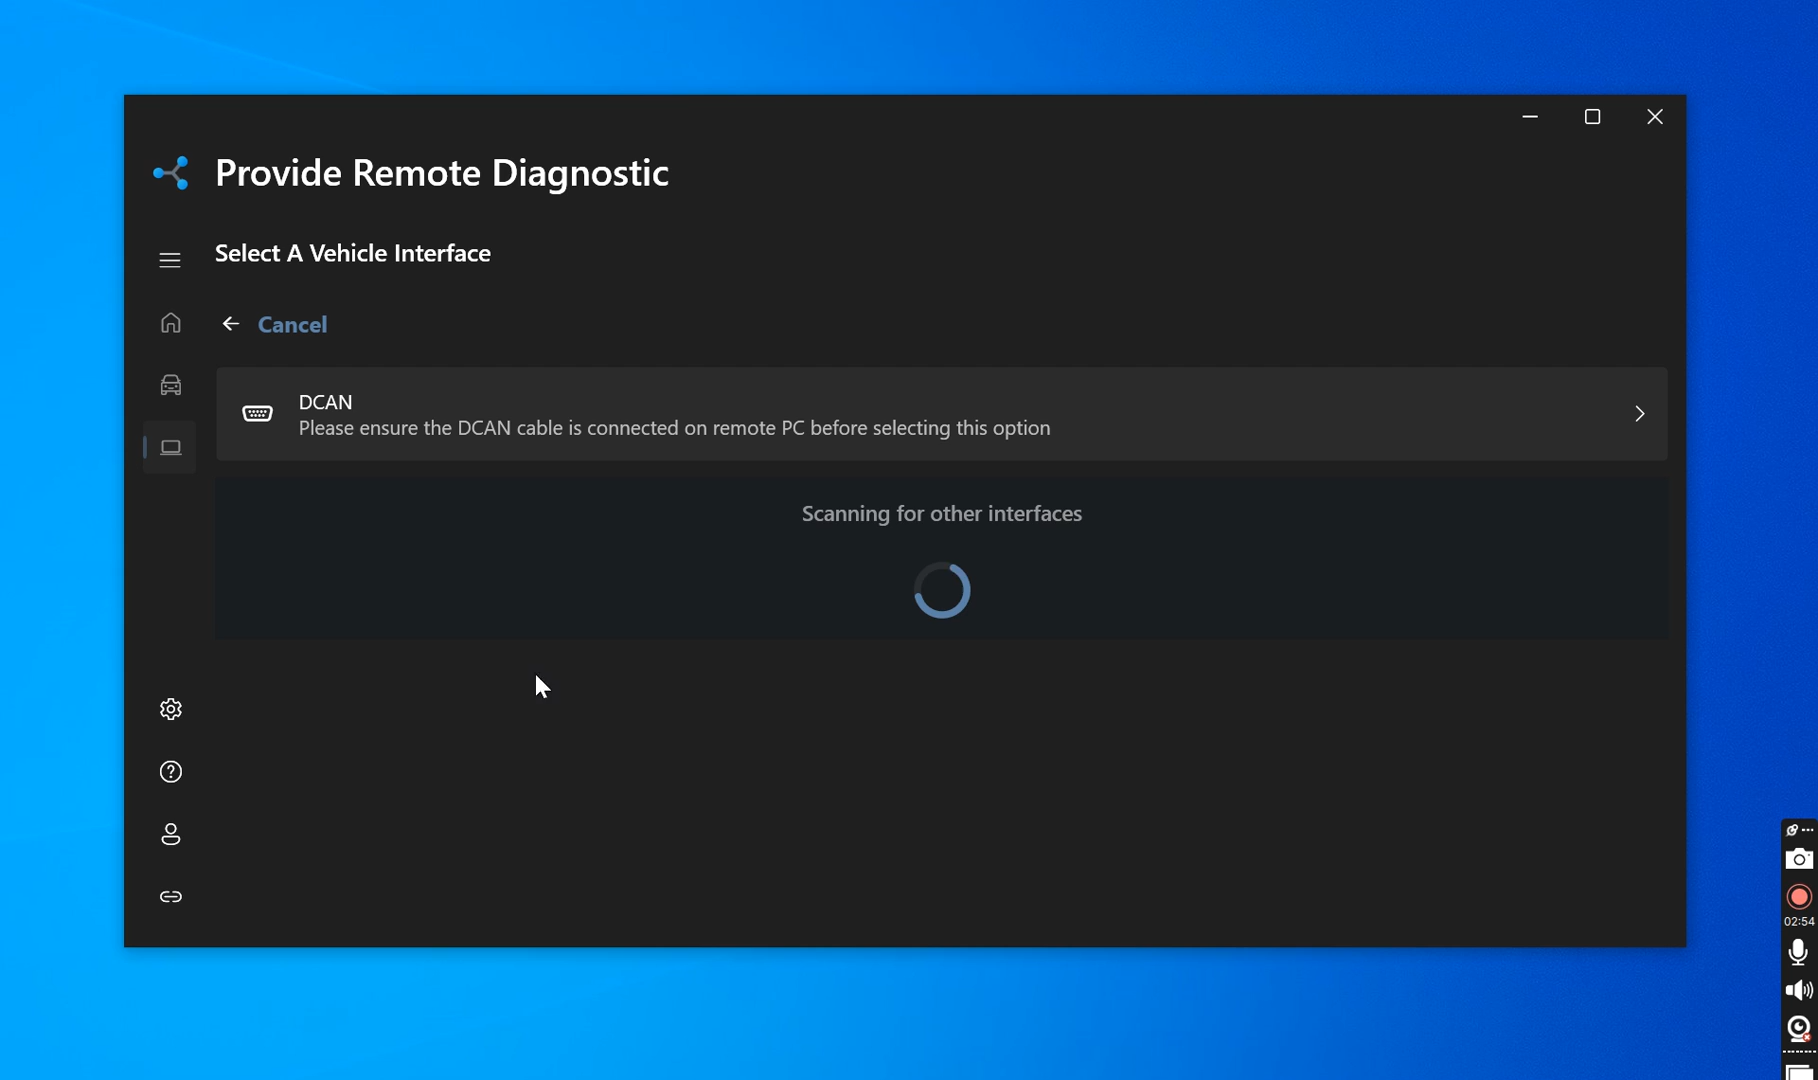 Provide Remote Diagnostic
Select A Vehicle Interface
Cancel
DCAN
Please ensure the DCAN cable is connected on remote PC before selecting this option
Scanning for other interfaces
02:54